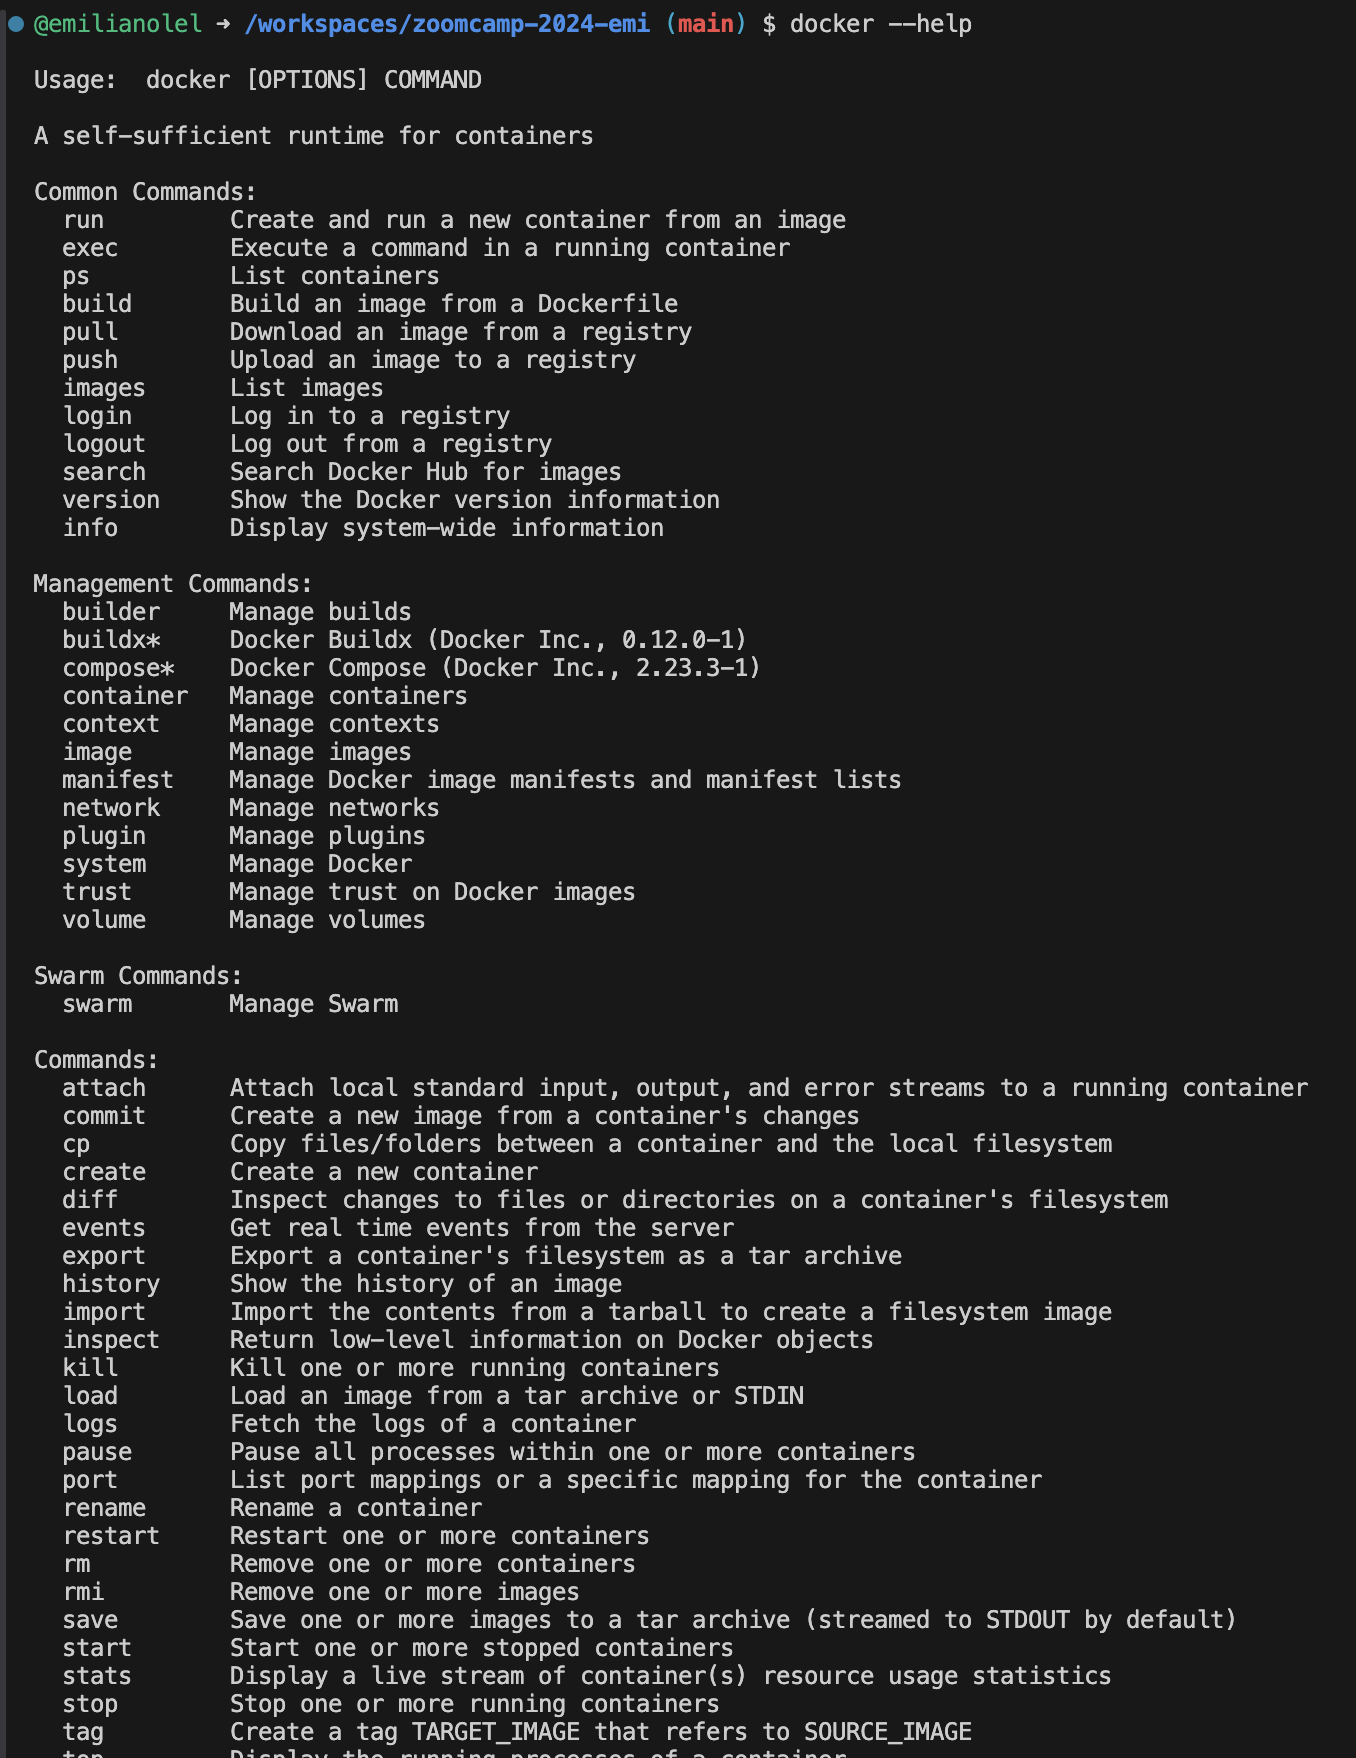 @emilianolel ➜ /workspaces/zoomcamp-2024-emi (main) $ docker --help
Usage:  docker [OPTIONS] COMMAND
A self-sufficient runtime for containers
Common Commands:
  run         Create and run a new container from an image
  exec        Execute a command in a running container
  ps          List containers
  build       Build an image from a Dockerfile
  pull        Download an image from a registry
  push        Upload an image to a registry
  images      List images
  login       Log in to a registry
  logout      Log out from a registry
  search      Search Docker Hub for images
  version     Show the Docker version information
  info        Display system-wide information
Management Commands:
  builder     Manage builds
  buildx*     Docker Buildx (Docker Inc., 0.12.0-1)
  compose*    Docker Compose (Docker Inc., 2.23.3-1)
  container   Manage containers
  context     Manage contexts
  image       Manage images
  manifest    Manage Docker image manifests and manifest lists
  network     Manage networks
  plugin      Manage plugins
  system      Manage Docker
  trust       Manage trust on Docker images
  volume      Manage volumes
Swarm Commands:
  swarm       Manage Swarm
Commands:
  attach      Attach local standard input, output, and error streams to a running container
  commit      Create a new image from a container's changes
  cp          Copy files/folders between a container and the local filesystem
  create      Create a new container
  diff        Inspect changes to files or directories on a container's filesystem
  events      Get real time events from the server
  export      Export a container's filesystem as a tar archive
  history     Show the history of an image
  import      Import the contents from a tarball to create a filesystem image
  inspect     Return low-level information on Docker objects
  kill        Kill one or more running containers
  load        Load an image from a tar archive or STDIN
  logs        Fetch the logs of a container
  pause       Pause all processes within one or more containers
  port        List port mappings or a specific mapping for the container
  rename      Rename a container
  restart     Restart one or more containers
  rm          Remove one or more containers
  rmi         Remove one or more images
  save        Save one or more images to a tar archive (streamed to STDOUT by default)
  start       Start one or more stopped containers
  stats       Display a live stream of container(s) resource usage statistics
  stop        Stop one or more running containers
  tag         Create a tag TARGET_IMAGE that refers to SOURCE_IMAGE
  top         Display the running processes of a container